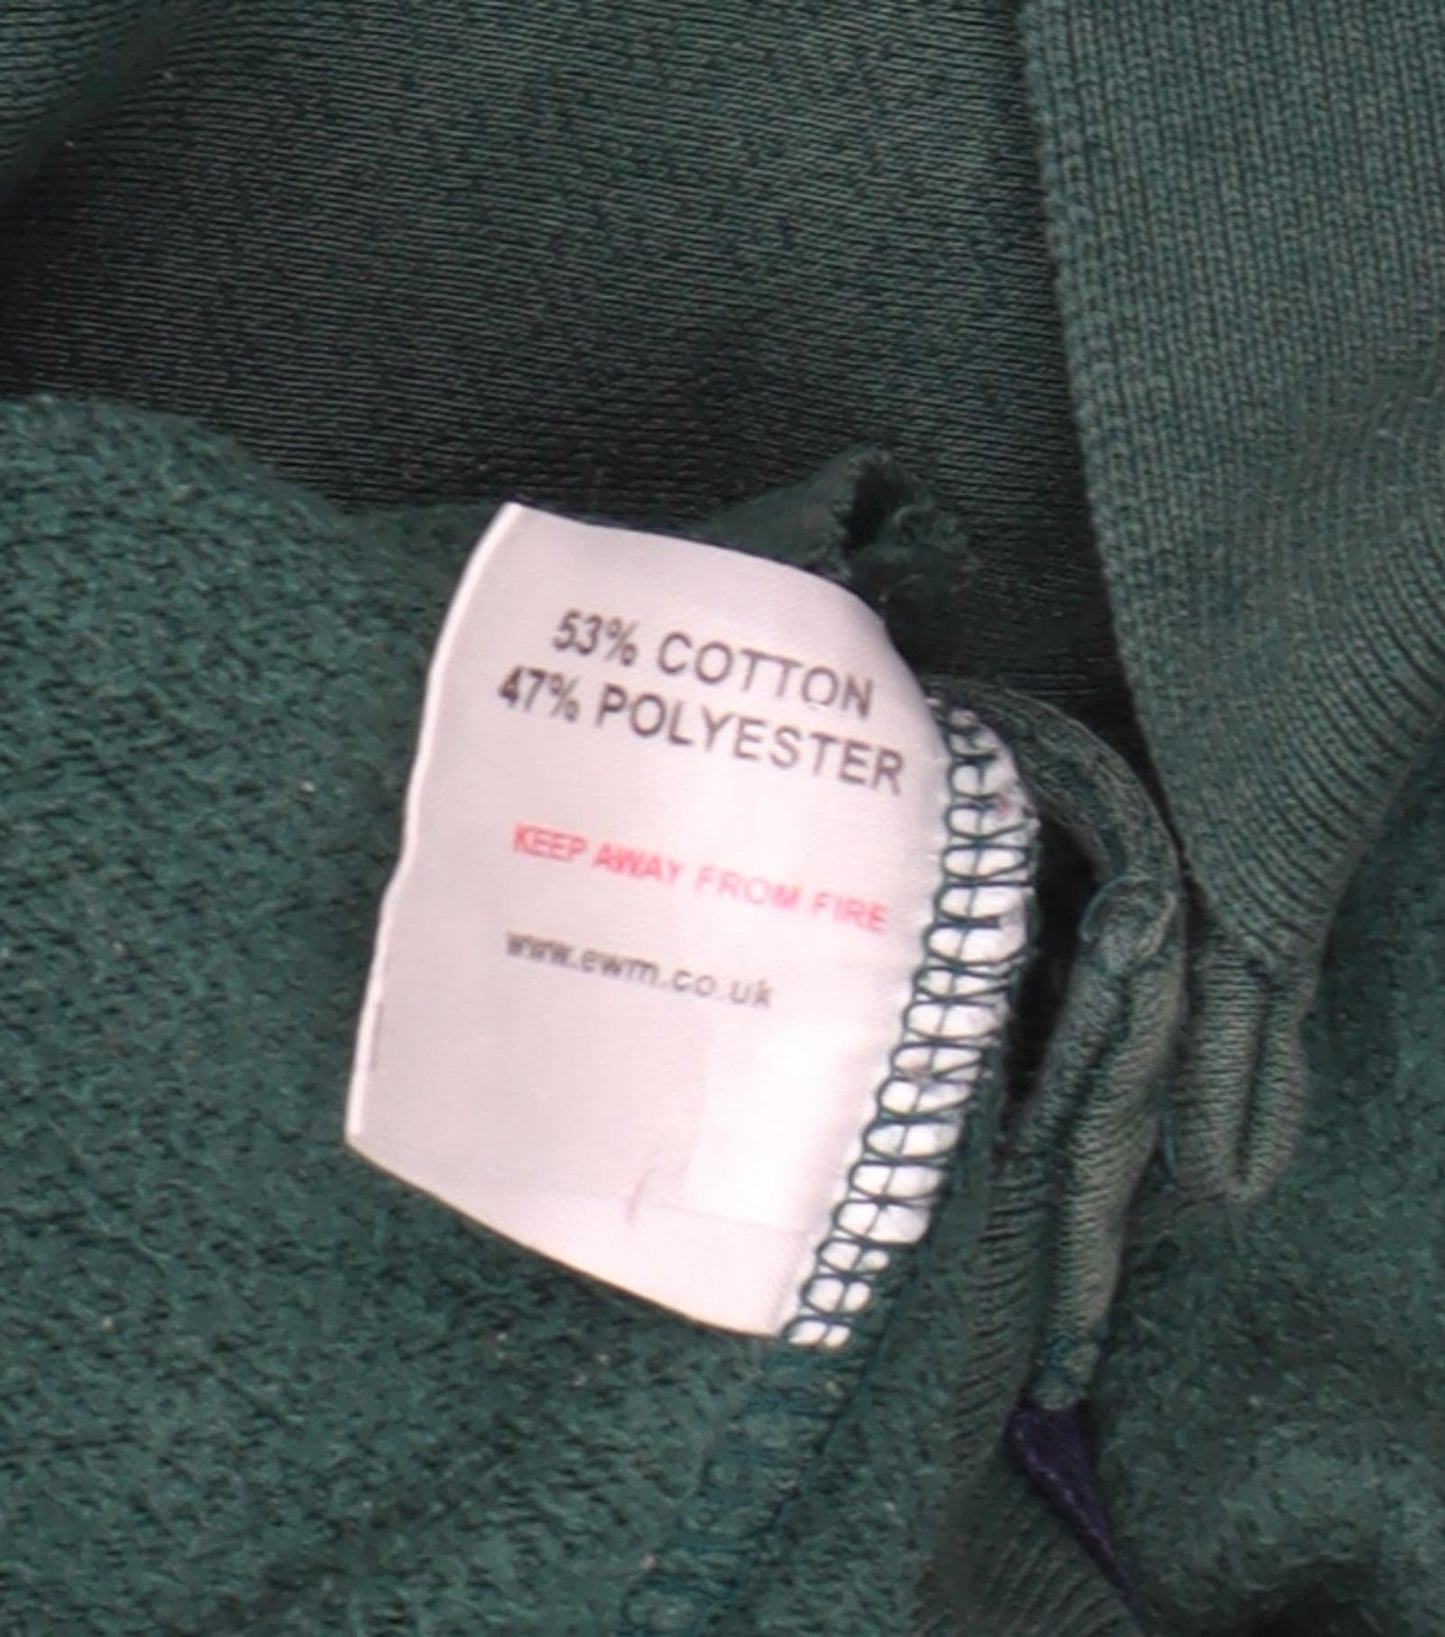 53% COTTON
47% POLYESTER
KEEP AWAY FROM FIRE
www.ewm.co.uk